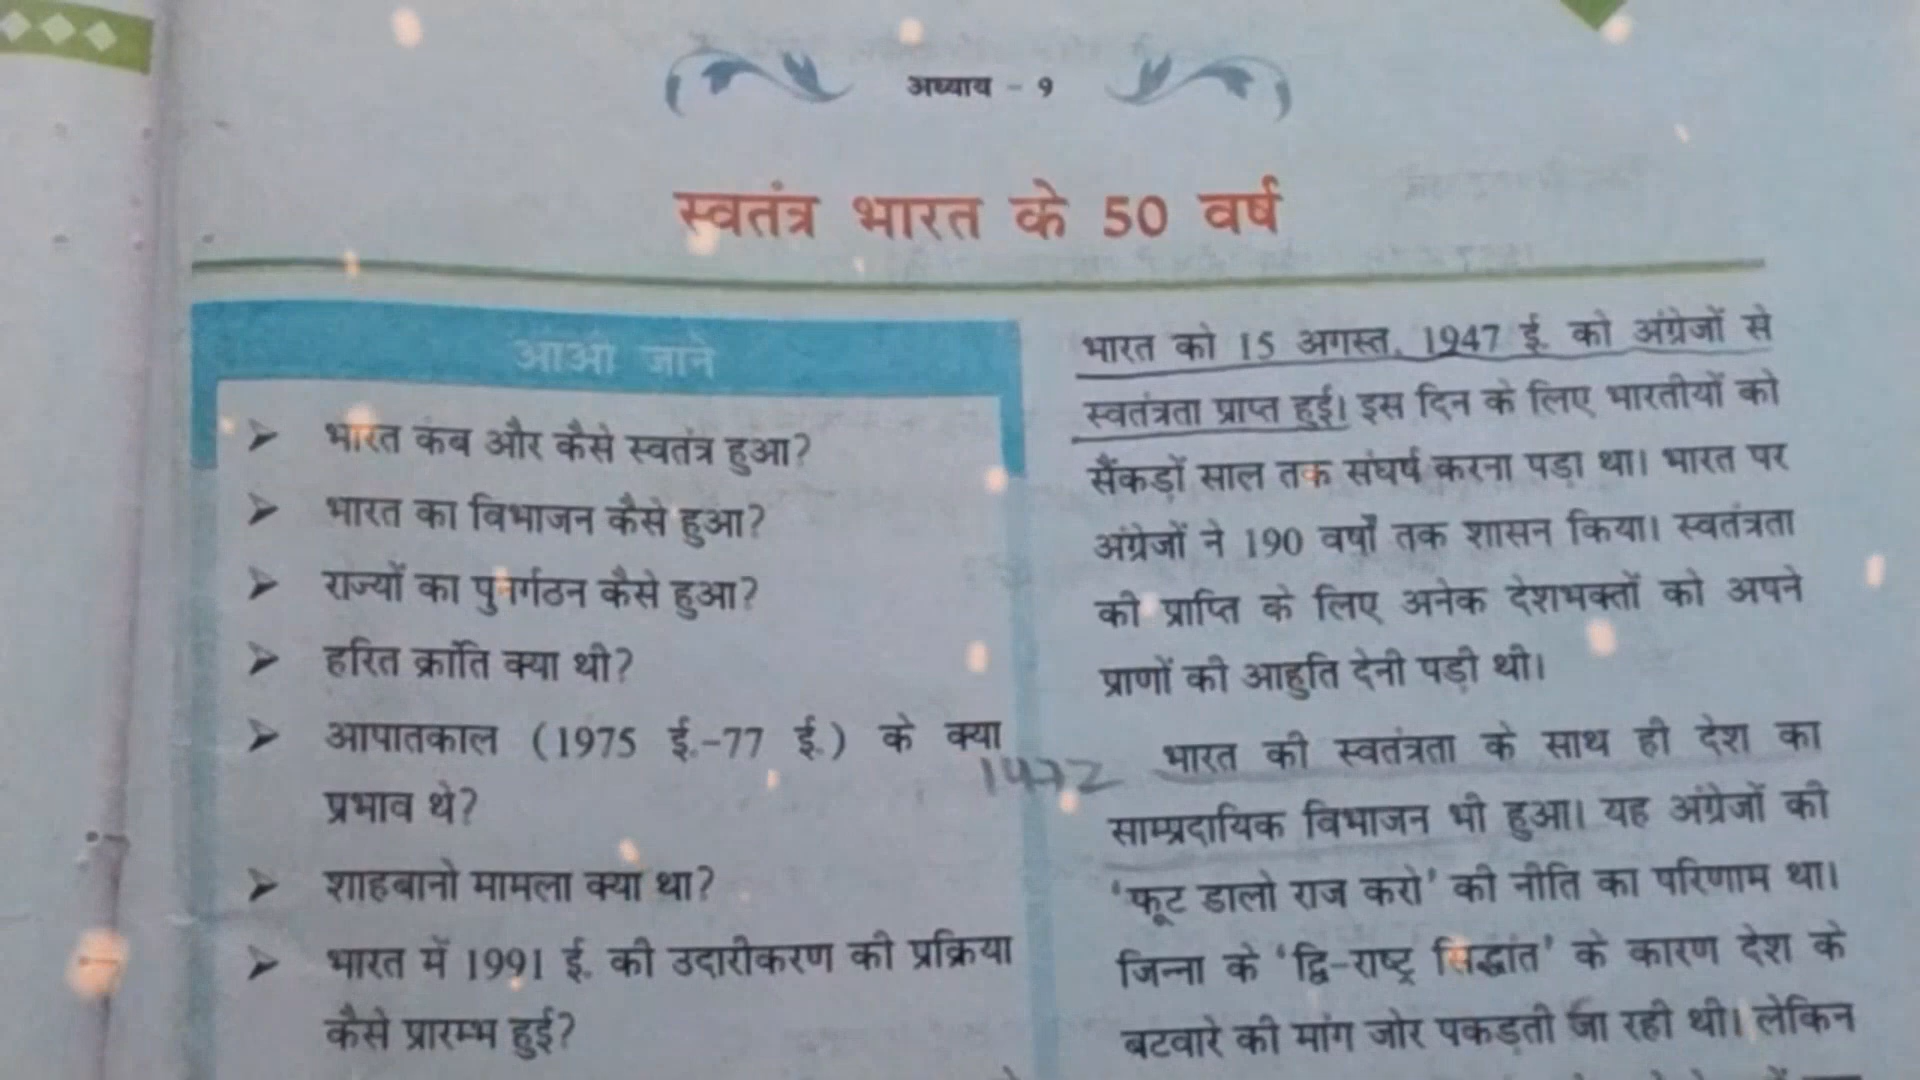 अध्याय - 9
स्वतंत्र भारत के 50 वर्ष
आओ जाने
➤ भारत कब और कैसे स्वतंत्र हुआ?
➤ भारत का विभाजन कैसे हुआ?
➤ राज्यों का पुनर्गठन कैसे हुआ?
➤ हरित क्रांति क्या थी?
➤ आपातकाल (1975 ई.-77 ई.) के क्या
प्रभाव थे?
➤ शाहबानो मामला क्या था?
➤ भारत में 1991 ई. की उदारीकरण की प्रक्रिया
कैसे प्रारम्भ हुई?
भारत को 15 अगस्त, 1947 ई. को अंग्रेजों से
स्वतंत्रता प्राप्त हुई। इस दिन के लिए भारतीयों को
सैंकड़ों साल तक संघर्ष करना पड़ा था। भारत पर
अंग्रेजों ने 190 वर्षों तक शासन किया। स्वतंत्रता
की प्राप्ति के लिए अनेक देशभक्तों को अपने
प्राणों की आहुति देनी पड़ी थी।
भारत की स्वतंत्रता के साथ ही देश का
साम्प्रदायिक विभाजन भी हुआ। यह अंग्रेजों की
'फूट डालो राज करो' की नीति का परिणाम था।
जिन्ना के 'द्वि-राष्ट्र सिद्धांत' के कारण देश के
बटवारे की मांग जोर पकड़ती जा रही थी। लेकिन